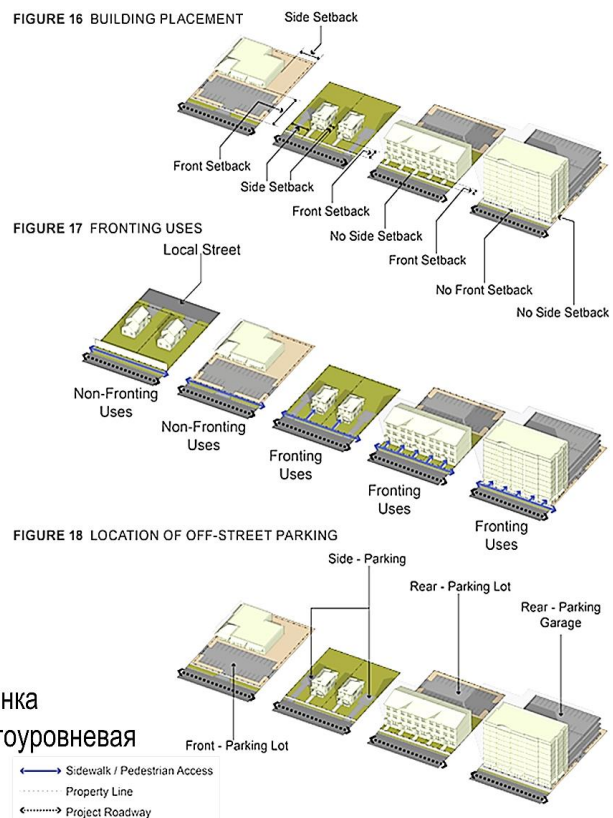 FIGURE 16 BUILDING PLACEMENT
Side Setback
Front Setback
Side Setback
Front Setback
No Side Setback
Front Setback
No Front Setback
No Side Setback
FIGURE 17 FRONTING USES
Local Street
Non-Fronting
Uses
Non-Fronting
Uses
Fronting
Uses
Fronting
Uses
Fronting
Uses
FIGURE 18 LOCATION OF OFF-STREET PARKING
Side - Parking
Rear - Parking Lot
Rear - Parking
Garage
Front - Parking Lot
нка
гоуровневая
Sidewalk / Pedestrian Access
Property Line
Project Roadway